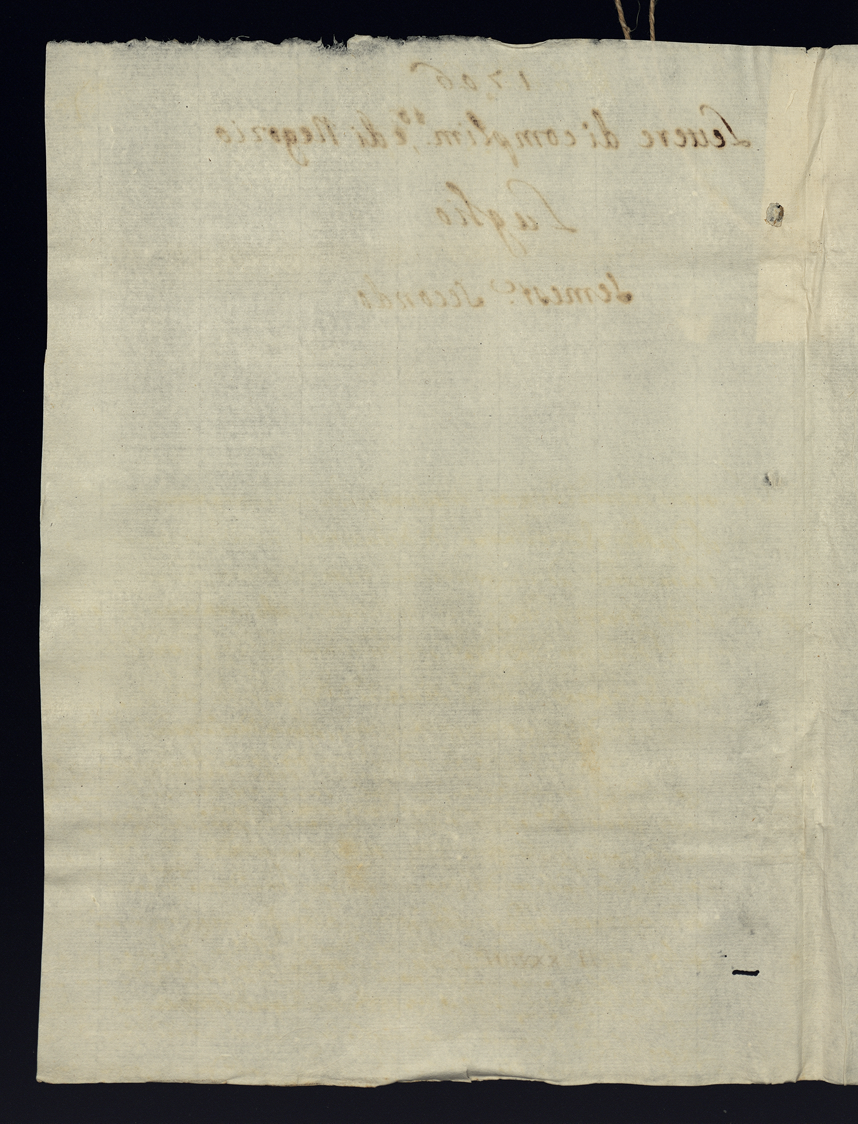 1706
Lettere di complim.ti, e di Negozio
Luglio
Semestre Secondo